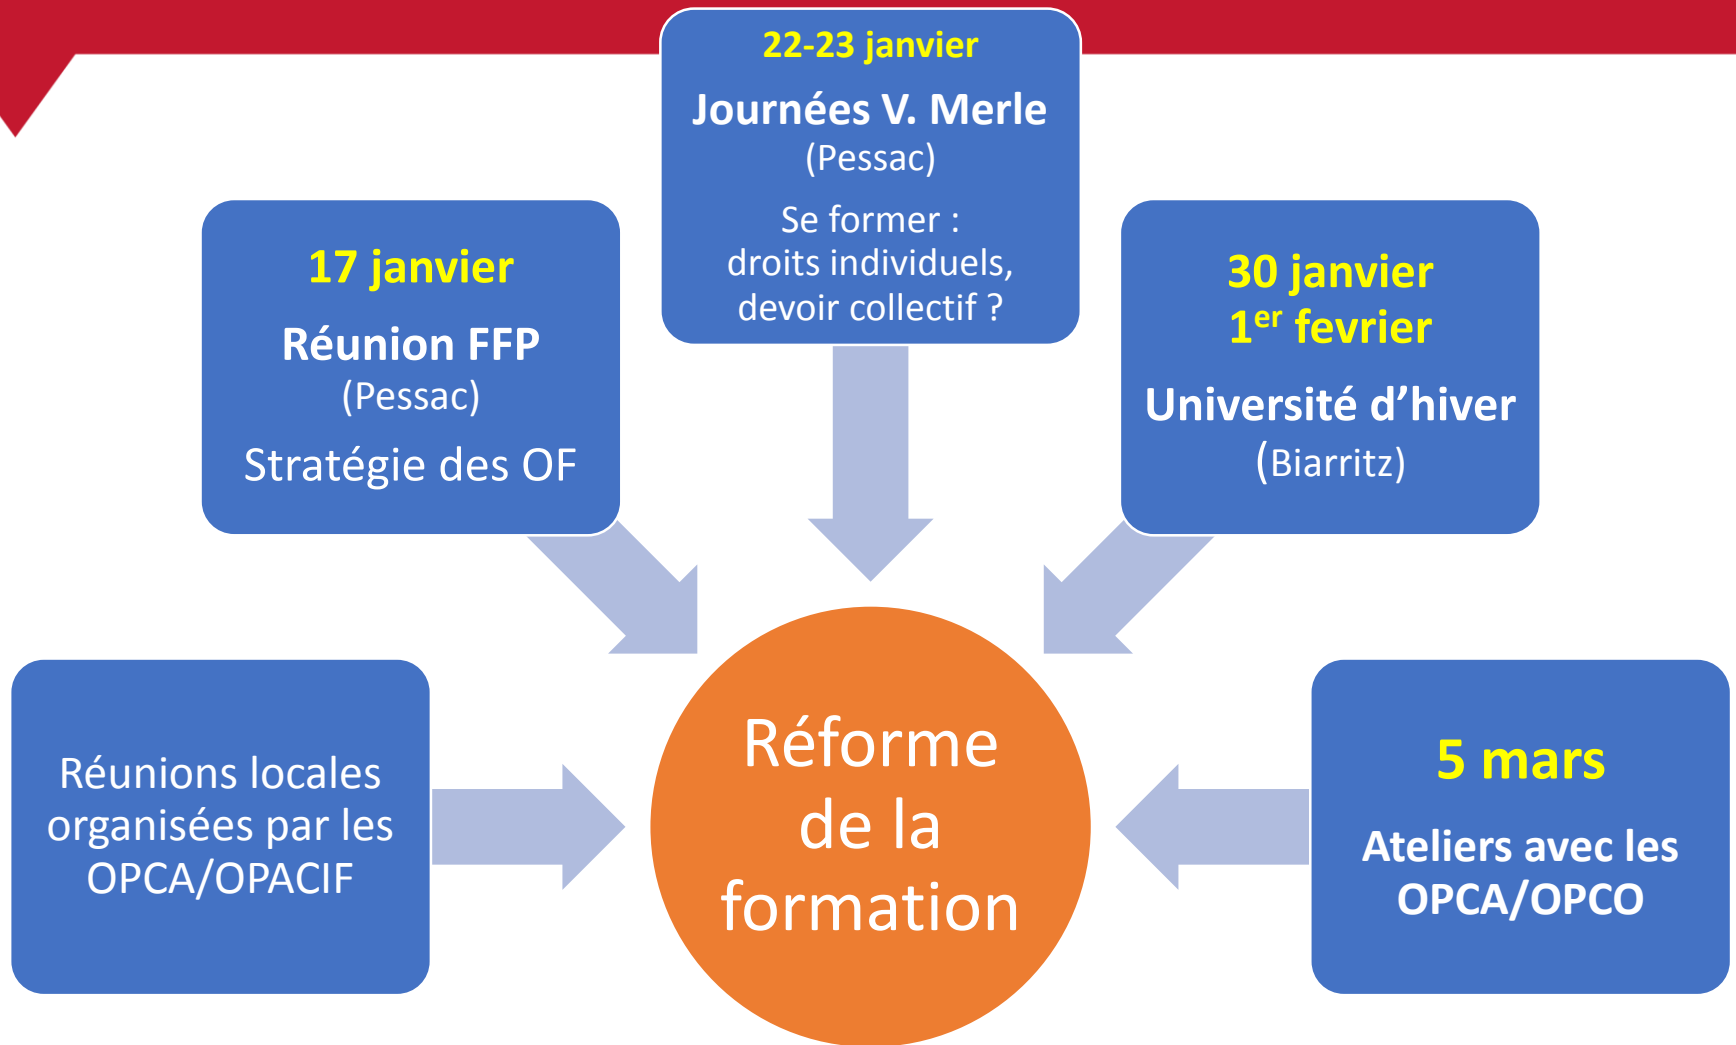 22-23 janvier
Journées V. Merle
(Pessac)
Se former :
droits individuels,
devoir collectif ?
17 janvier
Réunion FFP
(Pessac)
Stratégie des OF
30 janvier
1er fevrier
Université d’hiver
(Biarritz)
Réunions locales
organisées par les
OPCA/OPACIF
Réforme
de la
formation
5 mars
Ateliers avec les
OPCA/OPCO